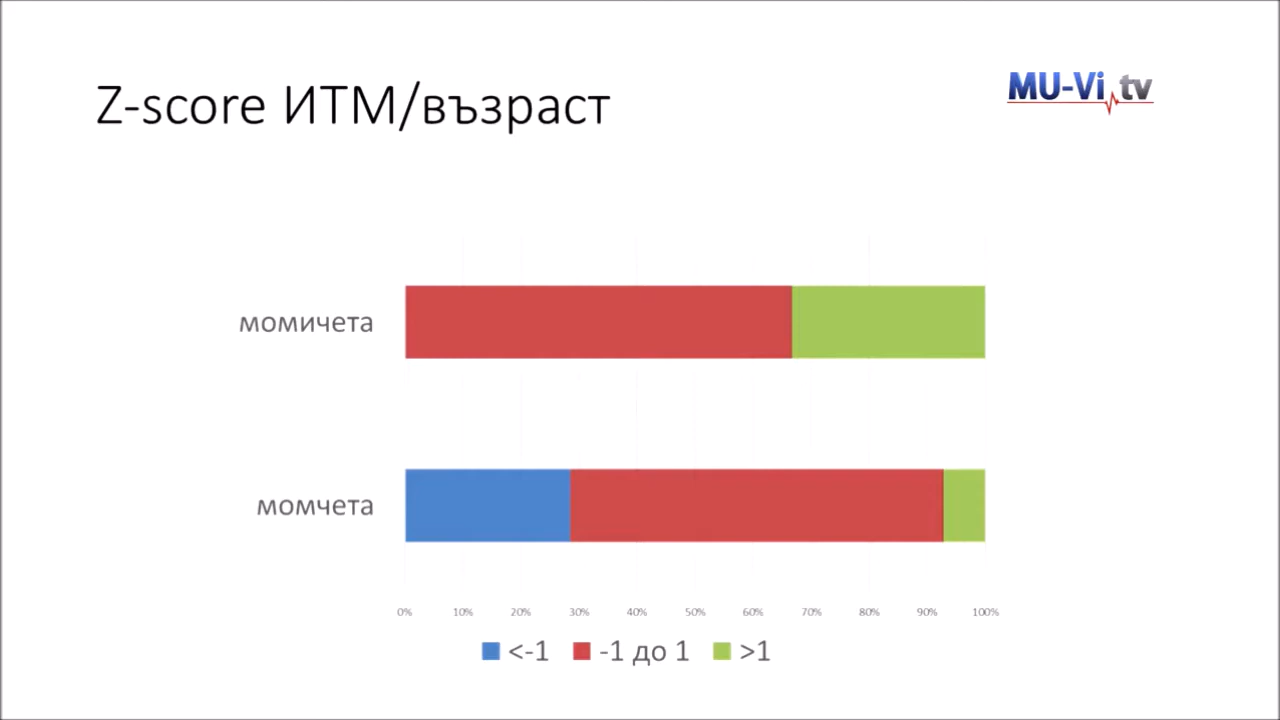 Z-score ИТМ/възраст
MU-Vi.tv
момичета
момчета
0% 10% 20% 30% 40% 50% 60% 70% 80% 90% 100%
<-1 -1 до 1 >1